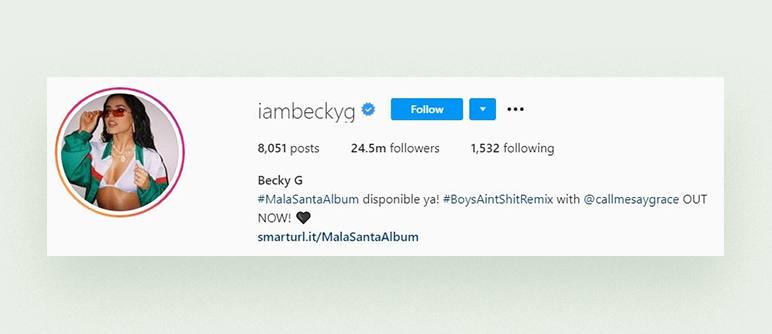 iambeckyg Follow
8,051 posts 24.5m followers 1,532 following
Becky G
#MalaSantaAlbum disponible ya! #BoysAintShitRemix with @callmesaygrace OUT
NOW! 🖤
smarturl.it/MalaSantaAlbum